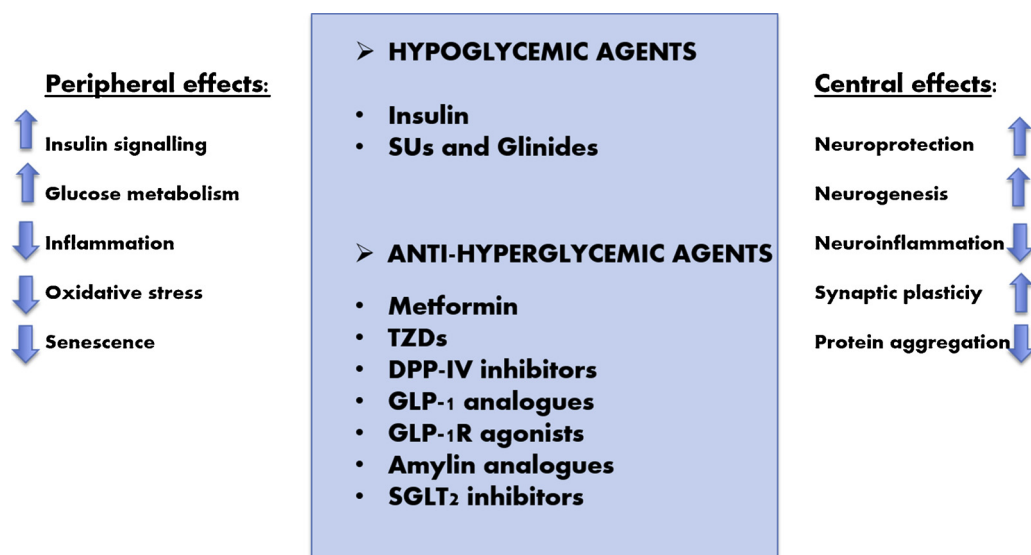 Peripheral effects:
Insulin signalling
Glucose metabolism
Inflammation
Oxidative stress
Senescence
➢ HYPOGLYCEMIC AGENTS
• Insulin
• SUs and Glinides
➢ ANTI-HYPERGLYCEMIC AGENTS
• Metformin
• TZDs
• DPP-IV inhibitors
• GLP-1 analogues
• GLP-1R agonists
• Amylin analogues
• SGLT2 inhibitors
Central effects:
Neuroprotection
Neurogenesis
Neuroinflammation
Synaptic plasticiy
Protein aggregation